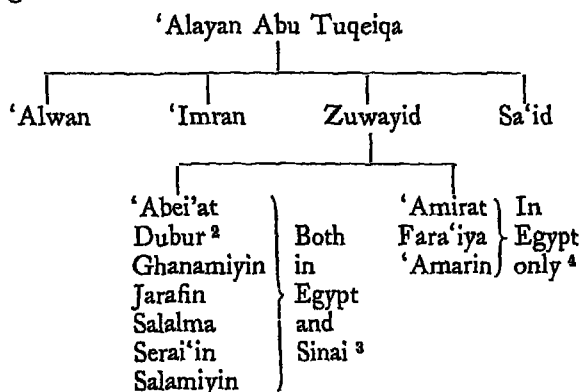 ‘Alayan Abu Tuqeiqa
‘Alwan ‘Imran Zuwayid Sa‘id
‘Abei’at ‘Amirat In
Dubur ² Both Fara‘iya Egypt
Ghanamiyin in ‘Amarin only ⁴
Jarafin Egypt
Salalma and
Serai‘in Sinai ³
Salamiyin